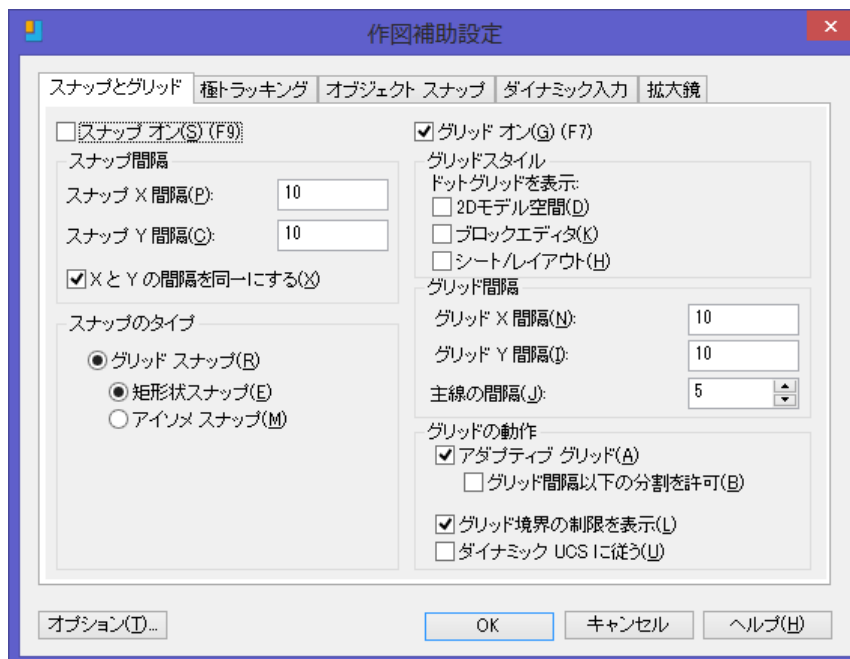 作図補助設定
スナップとグリッド 極トラッキング オブジェクト スナップ ダイナミック入力 拡大鏡
スナップ オン(S) (F9)
スナップ間隔
スナップ X 間隔(P): 10
スナップ Y 間隔(C): 10
X と Y の間隔を同一にする(X)
スナップのタイプ
グリッド スナップ(R)
矩形状スナップ(E)
アイソメ スナップ(M)
グリッド オン(G) (F7)
グリッドスタイル
ドットグリッドを表示:
2Dモデル空間(D)
ブロックエディタ(K)
シート/レイアウト(H)
グリッド間隔
グリッド X 間隔(N): 10
グリッド Y 間隔(I): 10
主線の間隔(J): 5
グリッドの動作
アダプティブ グリッド(A)
グリッド間隔以下の分割を許可(B)
グリッド境界の制限を表示(L)
ダイナミック UCS に従う(U)
オプション(T)... OK キャンセル ヘルプ(H)